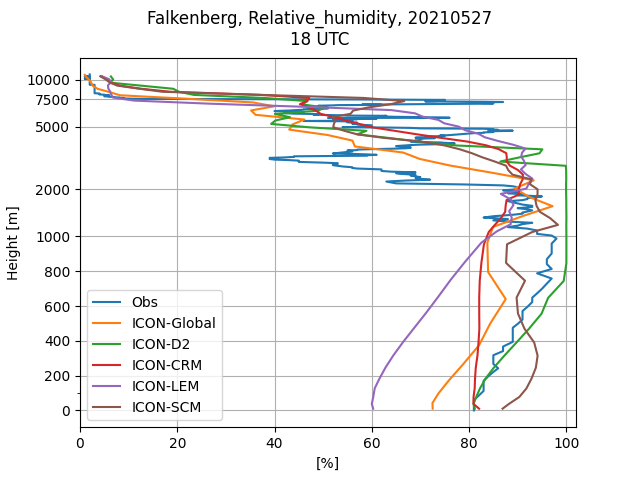 Falkenberg, Relative_humidity, 20210527
18 UTC
10000
7500
5000
2000
1000
800
600
400
200
0
Height [m]
Obs
ICON-Global
ICON-D2
ICON-CRM
ICON-LEM
ICON-SCM
0 20 40 60 80 100
[%]